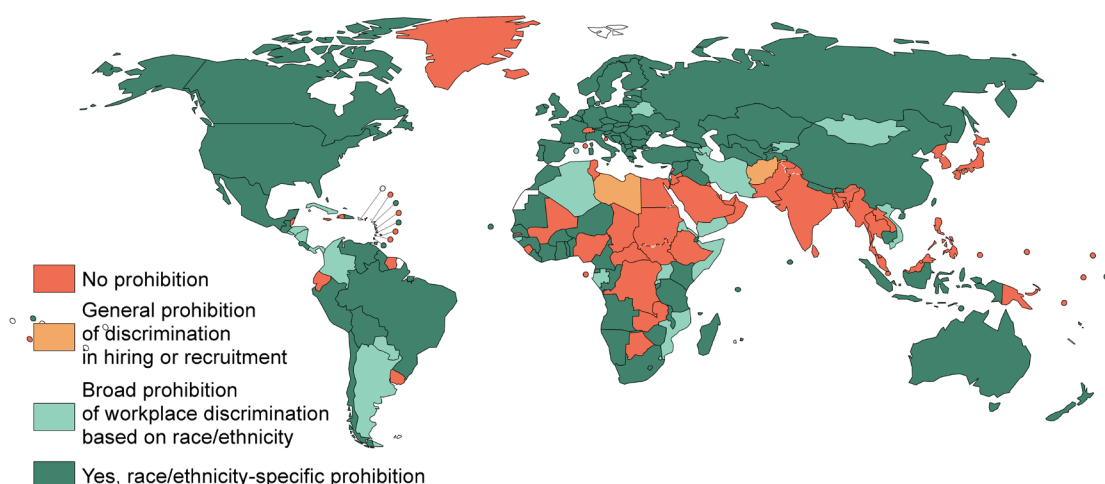 No prohibition
General prohibition
of discrimination
in hiring or recruitment
Broad prohibition
of workplace discrimination
based on race/ethnicity
Yes, race/ethnicity-specific prohibition